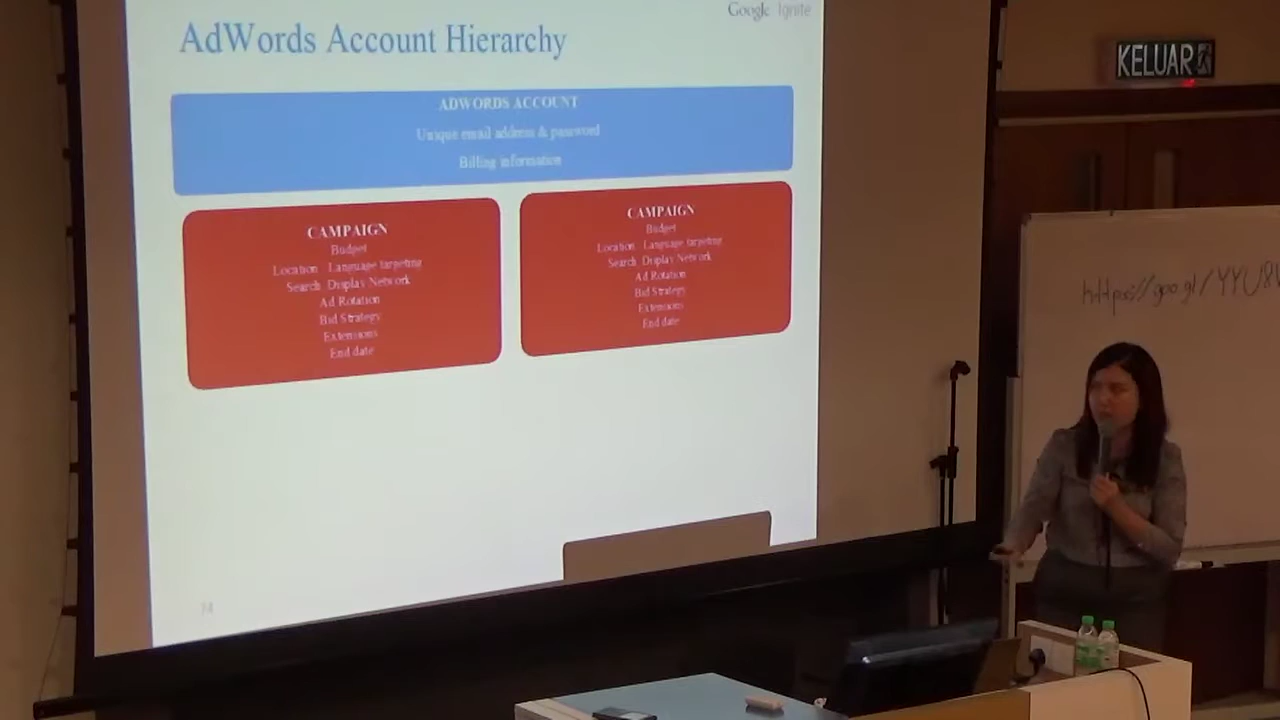 Google Ignite
AdWords Account Hierarchy
KELUAR
ADWORDS ACCOUNT
Unique email address & password
Billing information
CAMPAIGN
Budget
Location Language targeting
Search Display Network
Ad Rotation
Bid Strategy
Extensions
End date
CAMPAIGN
Budget
Location Language targeting
Search Display Network
Ad Rotation
Bid Strategy
Extensions
End date
14